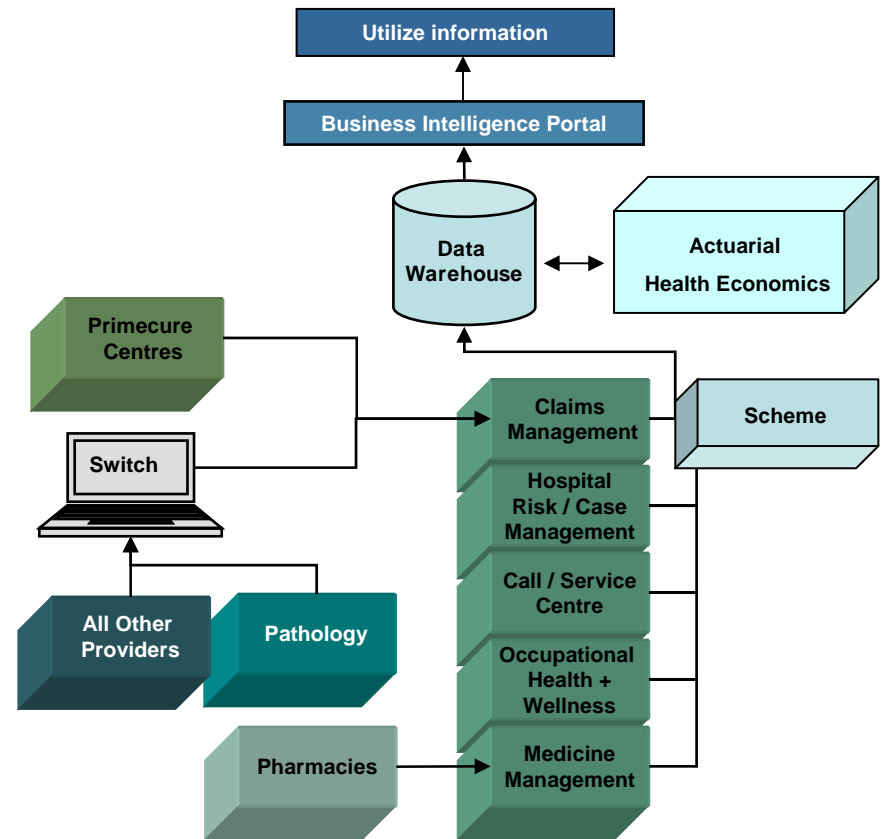 Utilize information
Business Intelligence Portal
Data
Warehouse
Actuarial
Health Economics
Primecure
Centres
Claims
Management
Scheme
Switch
Hospital
Risk / Case
Management
Call / Service
Centre
All Other
Providers
Pathology
Occupational
Health +
Wellness
Pharmacies
Medicine
Management